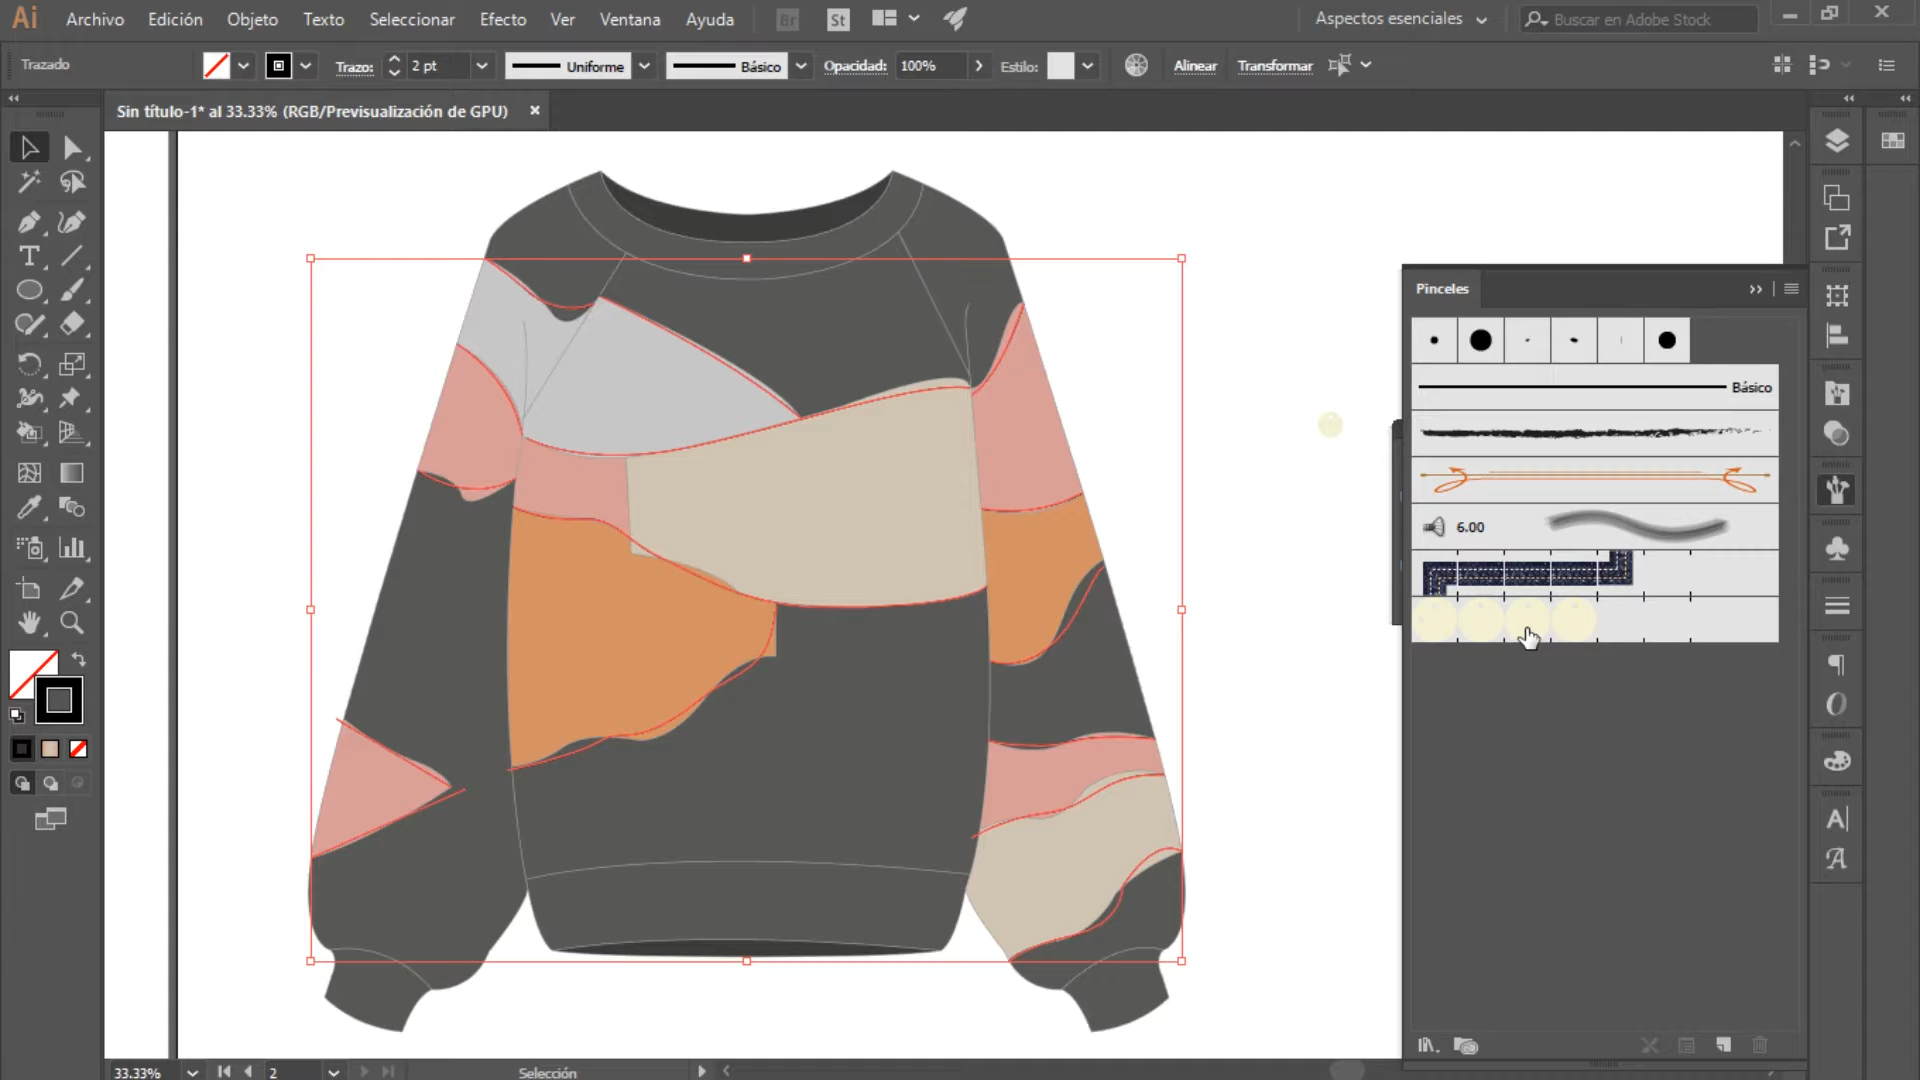 Ai Archivo Edición Objeto Texto Seleccionar Efecto Ver Ventana Ayuda Br St Aspectos esenciales Buscar en Adobe Stock
Trazado Trazo: 2 pt Uniforme Básico Opacidad: 100% Estilo: Alinear Transformar
Sin título-1* al 33.33% (RGB/Previsualización de GPU)
Pinceles
Básico
6.00
33.33% 2 Selección